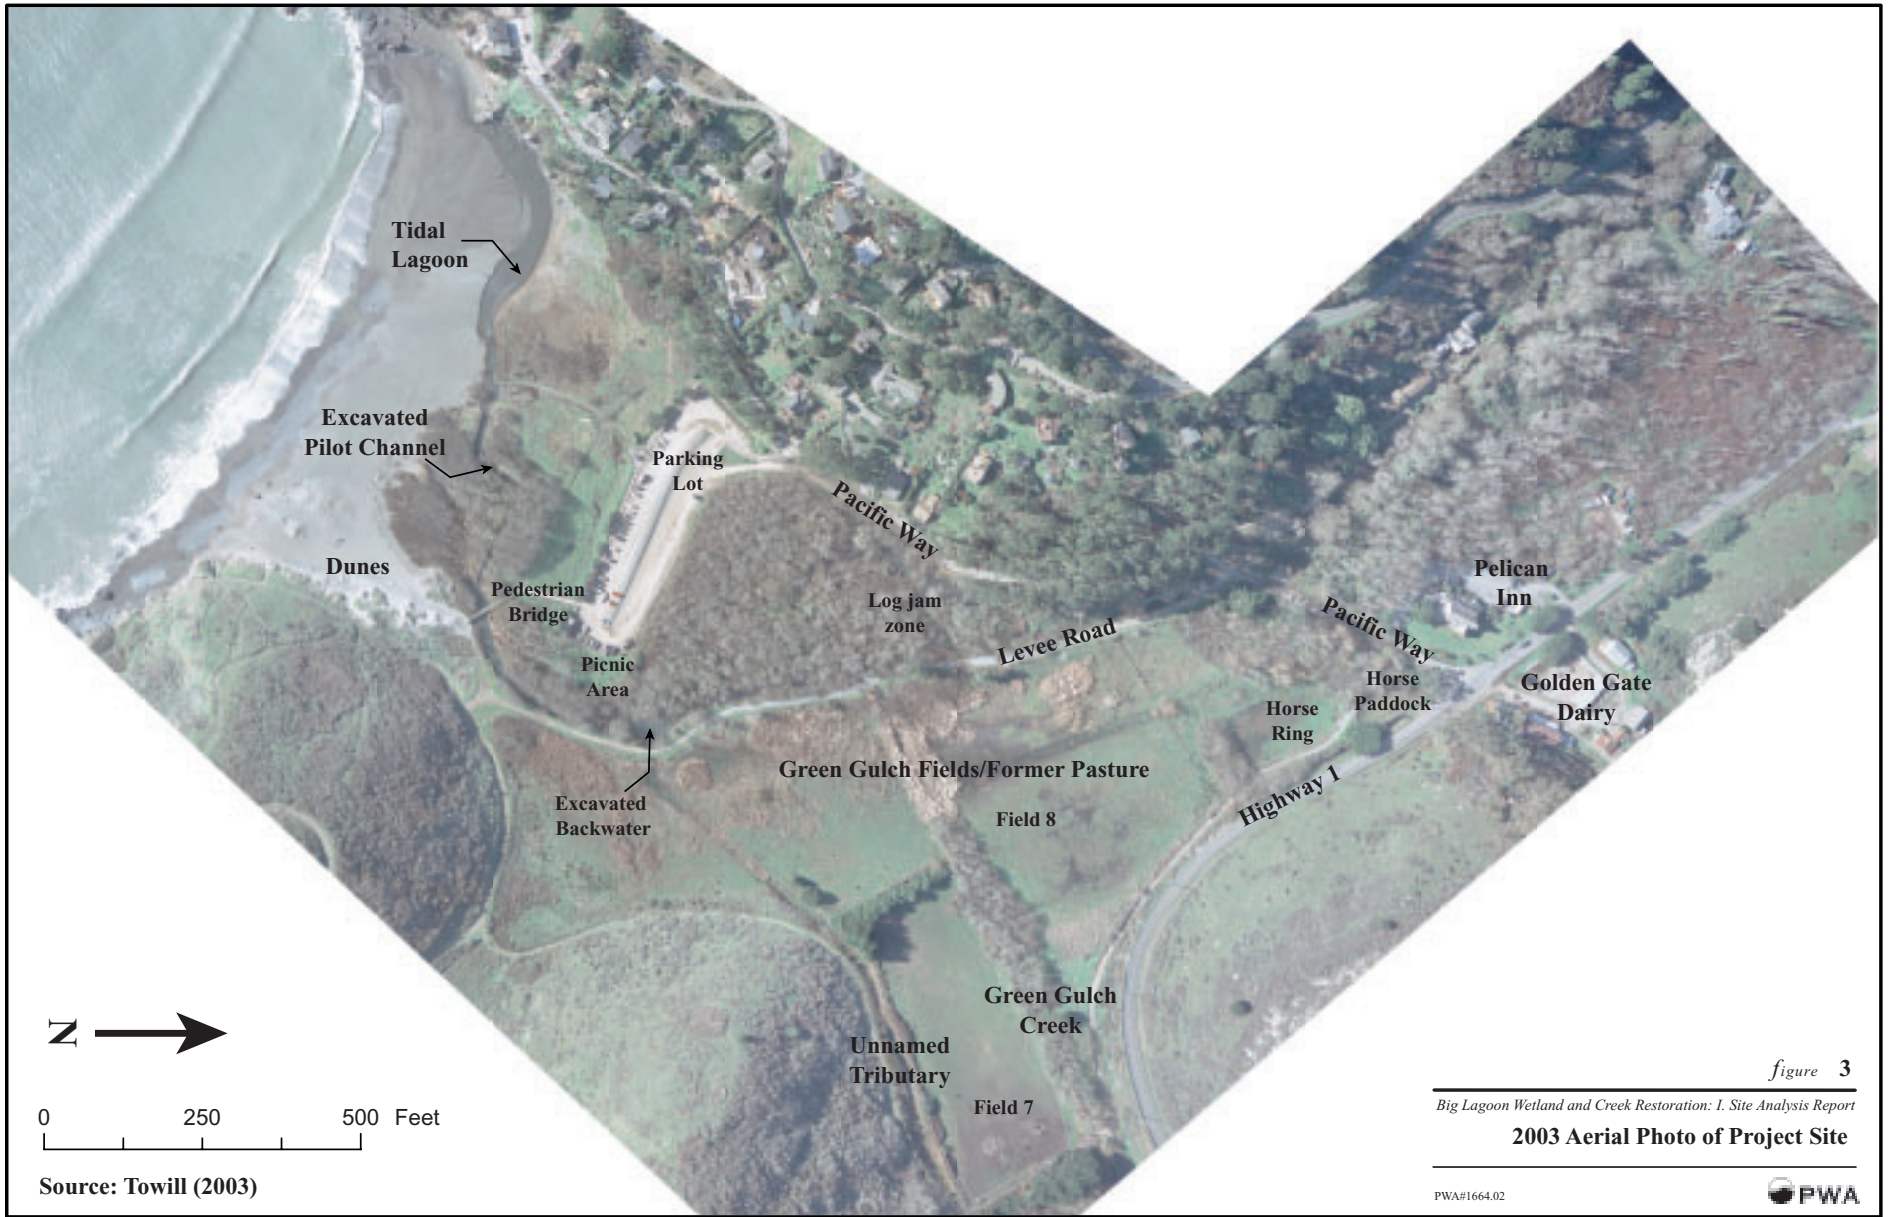 Tidal
Lagoon
Excavated
Pilot Channel
Parking
Lot
Pacific Way
Dunes
Pedestrian
Bridge
Log jam
zone
Pelican
Inn
Pacific Way
Levee Road
Picnic
Area
Horse
Paddock
Golden Gate
Dairy
Horse
Ring
Green Gulch Fields/Former Pasture
Highway 1
Excavated
Backwater
Field 8
Green Gulch
Creek
Unnamed
Tributary
Field 7
N
0 250 500 Feet
Source: Towill (2003)
figure 3
Big Lagoon Wetland and Creek Restoration: I. Site Analysis Report
2003 Aerial Photo of Project Site
PWA#1664.02
PWA